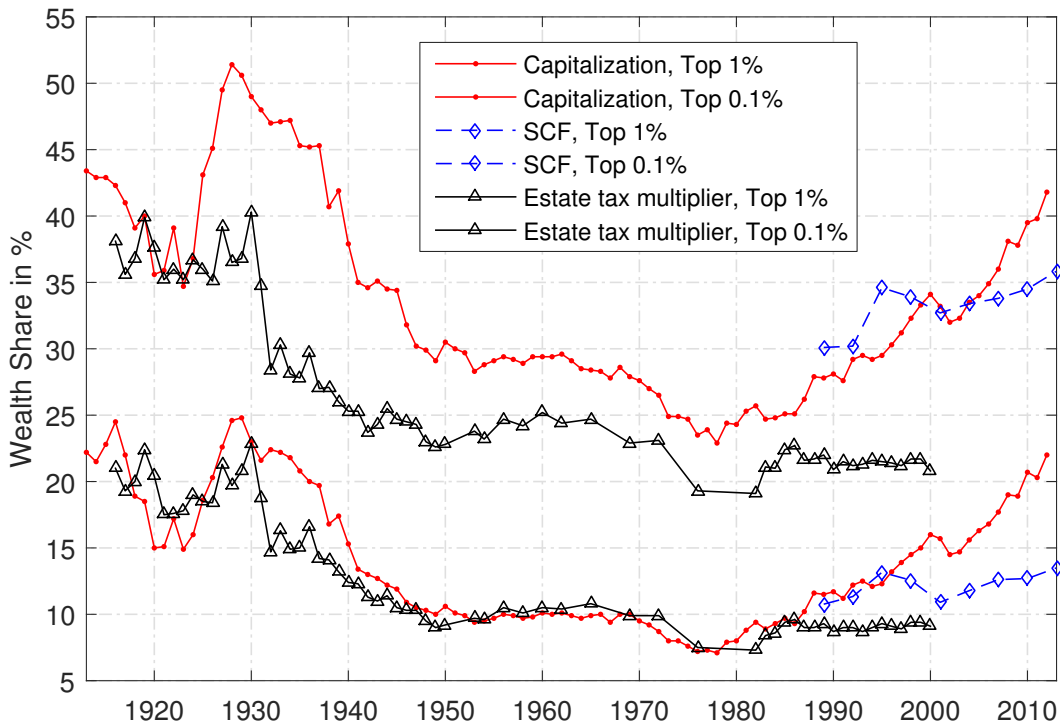 55
50
45
40
35
30
25
20
15
10
5
Wealth Share in %
Capitalization, Top 1%
Capitalization, Top 0.1%
SCF, Top 1%
SCF, Top 0.1%
Estate tax multiplier, Top 1%
Estate tax multiplier, Top 0.1%
1920 1930 1940 1950 1960 1970 1980 1990 2000 2010